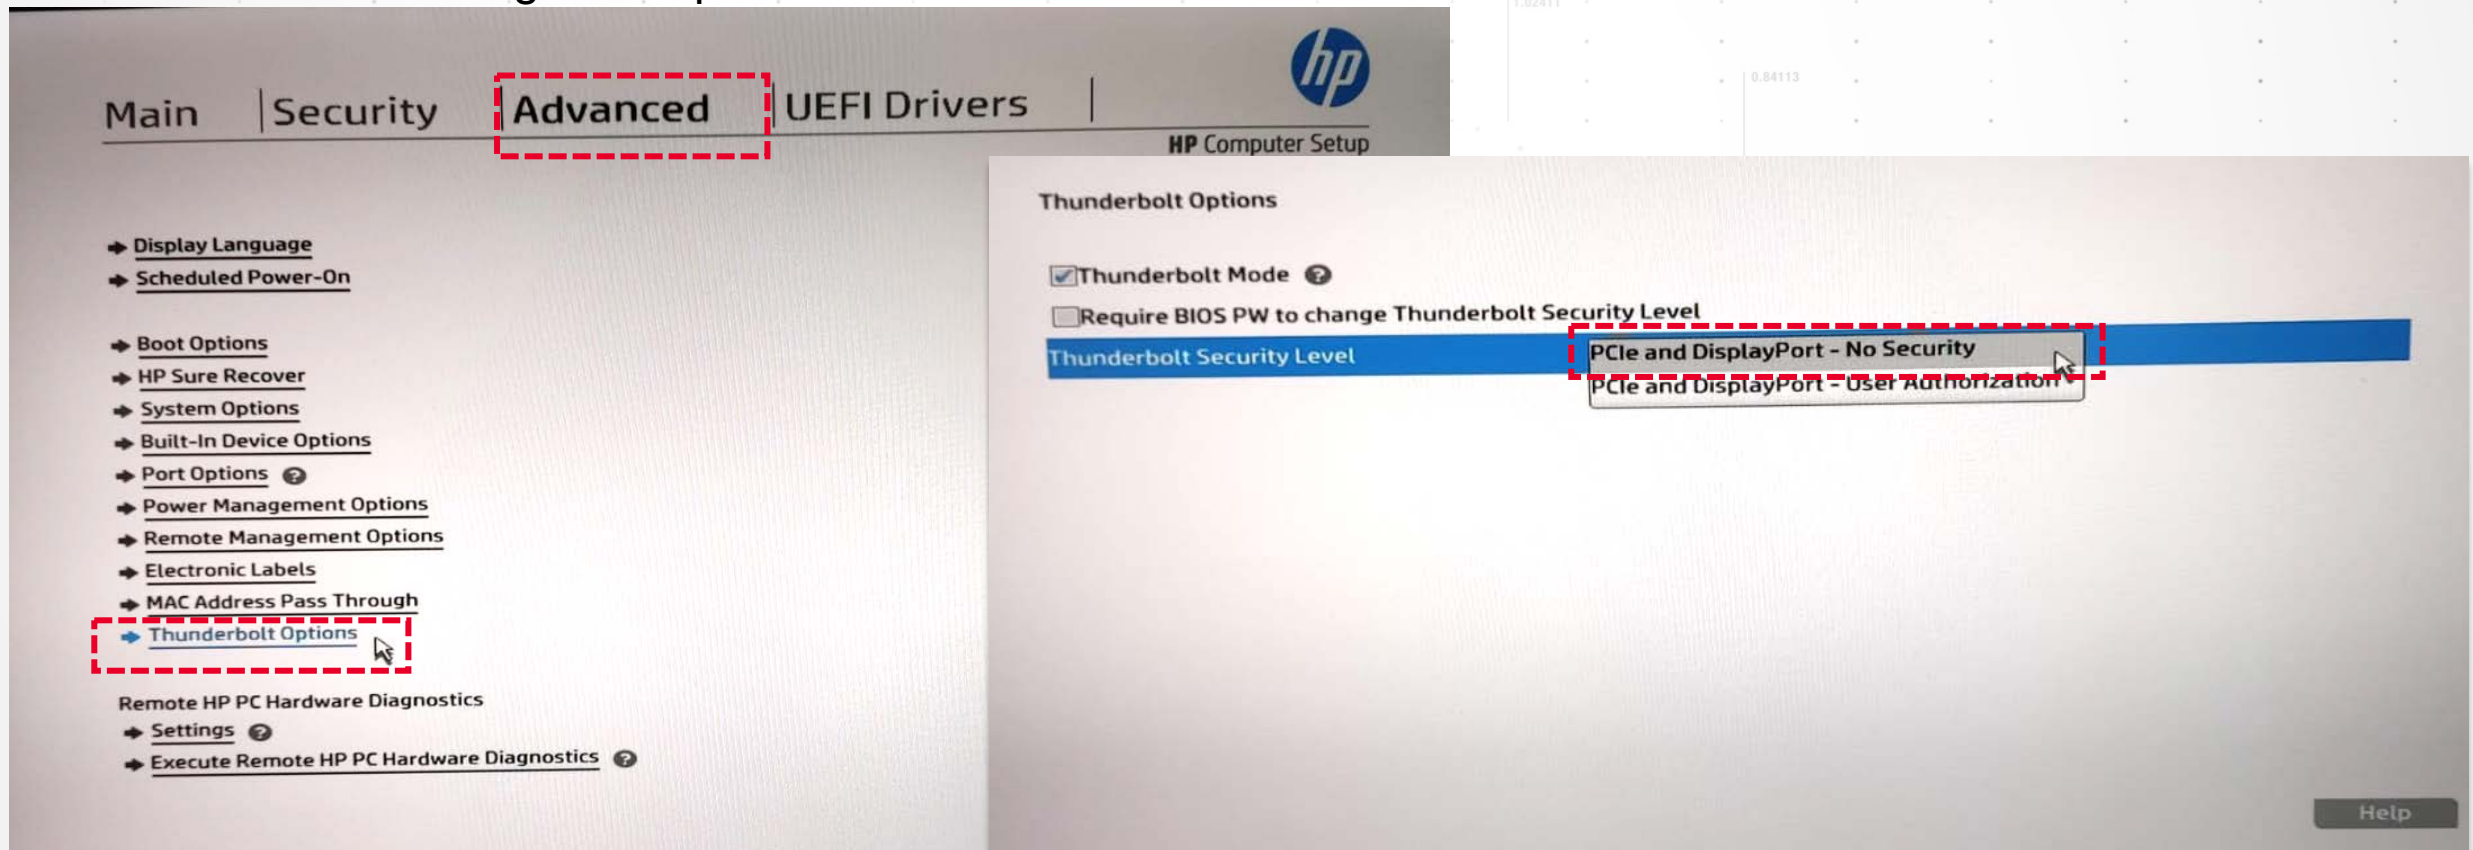 Main Security Advanced UEFI Drivers
hp
HP Computer Setup
Display Language
Scheduled Power-On
Boot Options
HP Sure Recover
System Options
Built-In Device Options
Port Options ?
Power Management Options
Remote Management Options
Electronic Labels
MAC Address Pass Through
Thunderbolt Options
Remote HP PC Hardware Diagnostics
Settings ?
Execute Remote HP PC Hardware Diagnostics ?
Thunderbolt Options
Thunderbolt Mode ?
Require BIOS PW to change Thunderbolt Security Level
Thunderbolt Security Level
PCIe and DisplayPort - No Security
PCIe and DisplayPort - User Authorization
Help
1.02411
0.84113